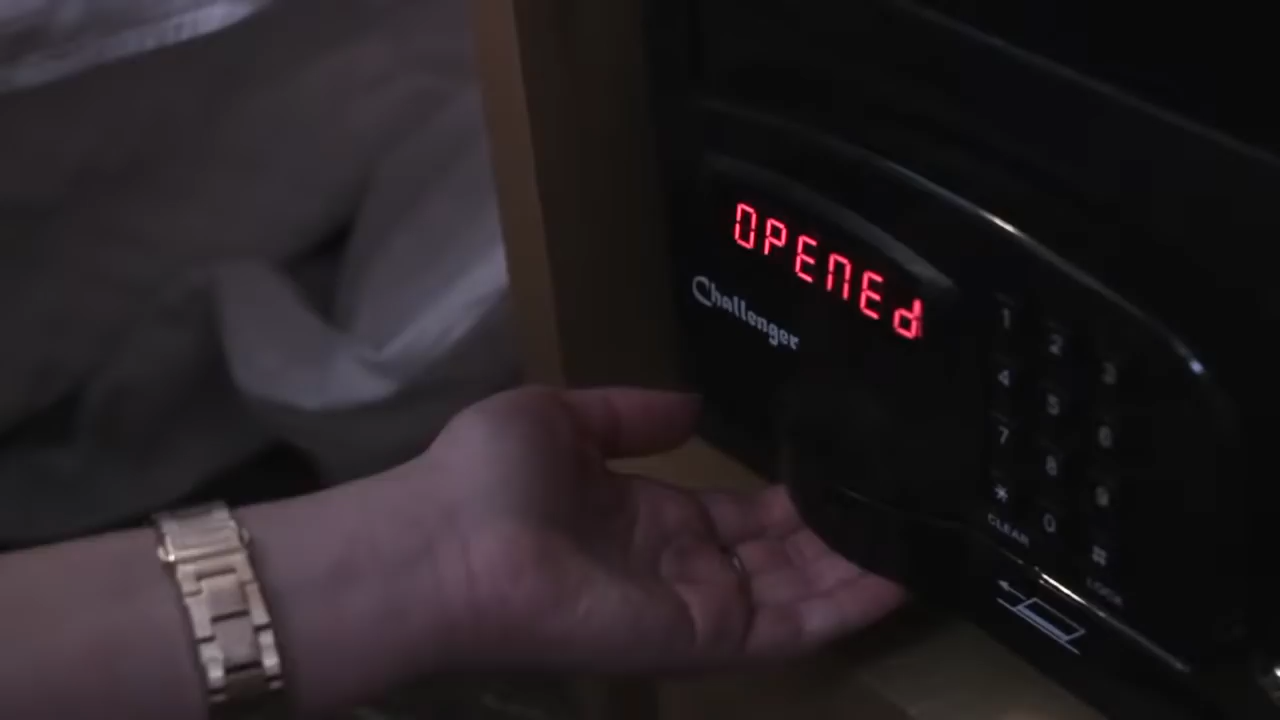 OPENEd
Challenger
1 2 3
4 5 6
7 8 9
* 0 #
CLEAR LOCK